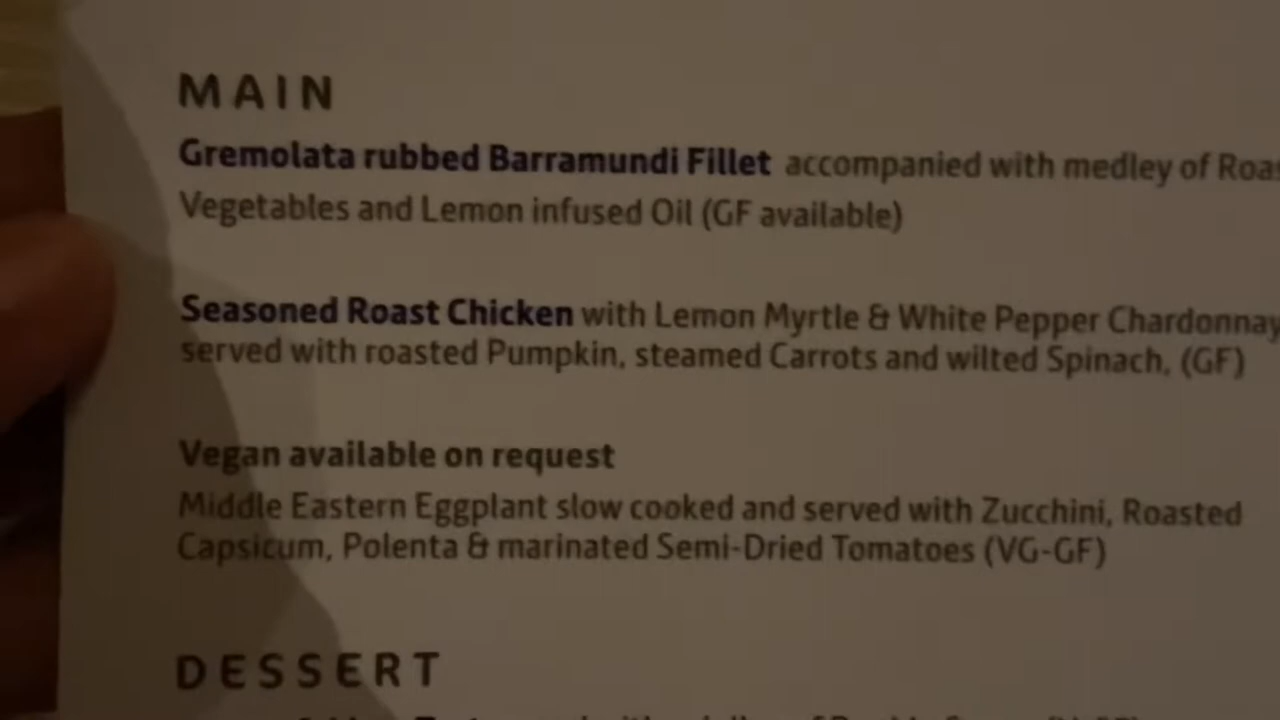 MAIN
Gremolata rubbed Barramundi Fillet accompanied with medley of
Vegetables and Lemon infused Oil (GF available)
Seasoned Roast Chicken with Lemon Myrtle & White Pepper Chardonnay
served with roasted Pumpkin, steamed Carrots and wilted Spinach, (GF)
Vegan available on request
Middle Eastern Eggplant slow cooked and served with Zucchini, Roasted
Capsicum, Polenta & marinated Semi-Dried Tomatoes (VG-GF)
DESSERT